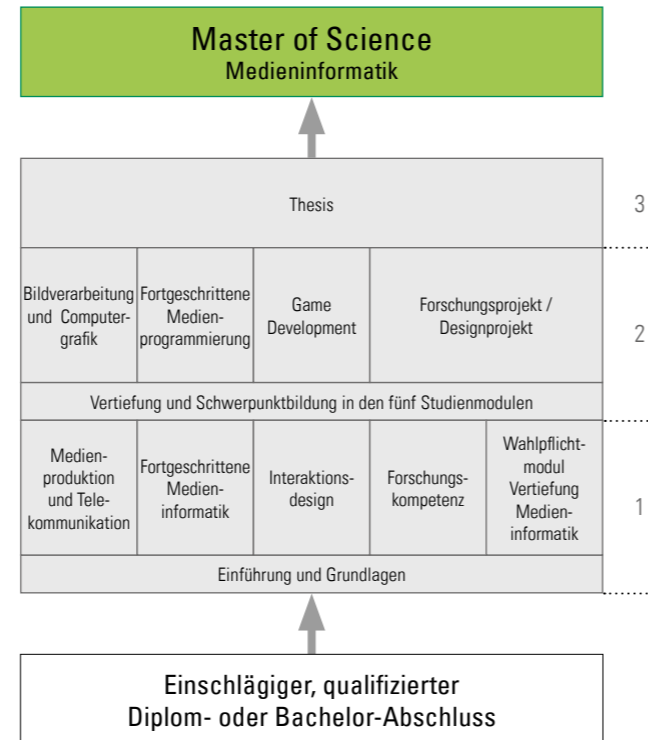 Master of Science
Medieninformatik
Thesis
3
Bildverarbeitung
und Computer-
grafik
Fortgeschrittene
Medien-
programmierung
Game
Development
Forschungsprojekt /
Designprojekt
2
Vertiefung und Schwerpunktbildung in den fünf Studienmodulen
Medien-
produktion
und Tele-
kommunikation
Fortgeschrittene
Medien-
informatik
Interaktions-
design
Forschungs-
kompetenz
Wahlpflicht-
modul
Vertiefung
Medien-
informatik
1
Einführung und Grundlagen
Einschlägiger, qualifizierter
Diplom- oder Bachelor-Abschluss